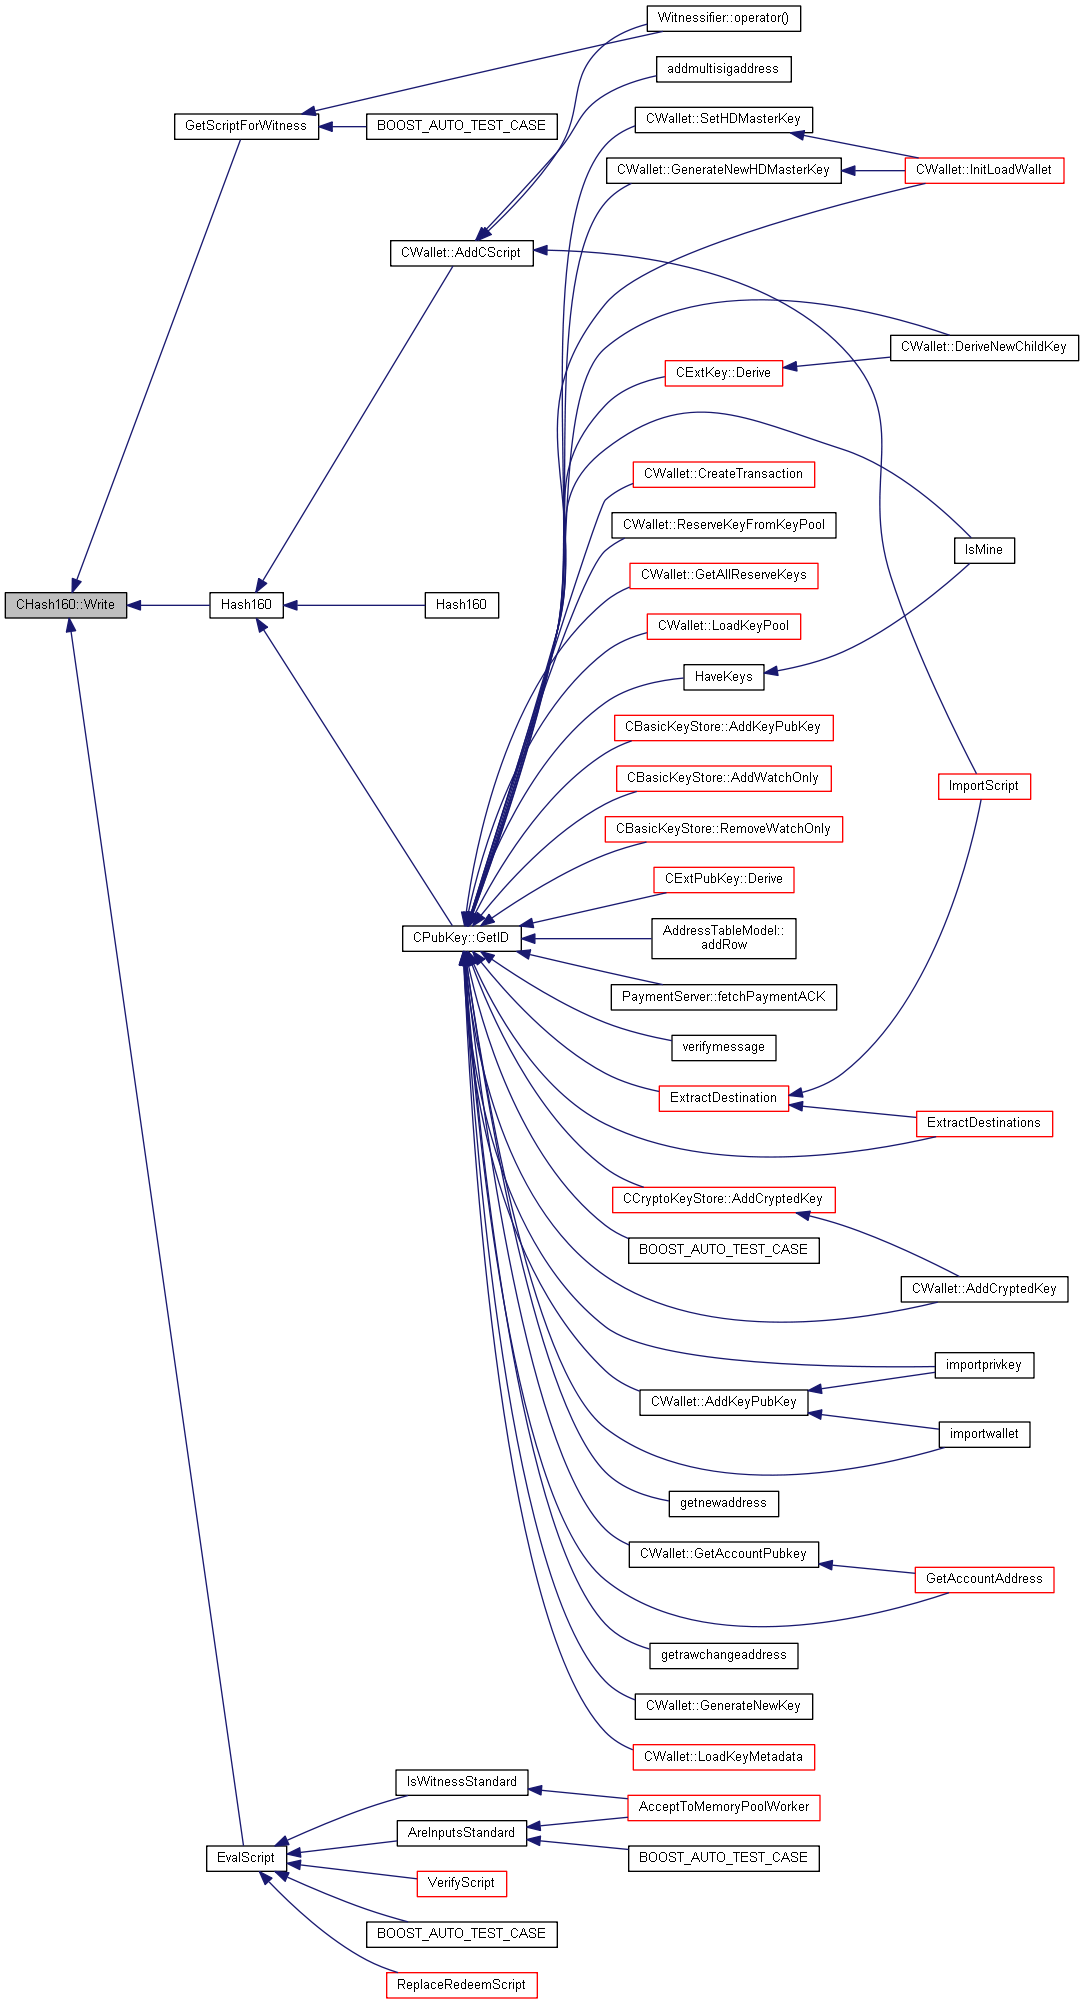 Witnessifier::operator()
addmultisigaddress
GetScriptForWitness
BOOST_AUTO_TEST_CASE
CWallet::SetHDMasterKey
CWallet::GenerateNewHDMasterKey
CWallet::InitLoadWallet
CWallet::AddCScript
CWallet::DeriveNewChildKey
CExtKey::Derive
CWallet::CreateTransaction
CWallet::ReserveKeyFromKeyPool
IsMine
CWallet::GetAllReserveKeys
CHash160::Write
Hash160
Hash160
CWallet::LoadKeyPool
HaveKeys
CBasicKeyStore::AddKeyPubKey
CBasicKeyStore::AddWatchOnly
ImportScript
CBasicKeyStore::RemoveWatchOnly
CExtPubKey::Derive
CPubKey::GetID
AddressTableModel::
addRow
PaymentServer::fetchPaymentACK
verifymessage
ExtractDestination
ExtractDestinations
CCryptoKeyStore::AddCryptedKey
BOOST_AUTO_TEST_CASE
CWallet::AddCryptedKey
importprivkey
CWallet::AddKeyPubKey
importwallet
getnewaddress
CWallet::GetAccountPubkey
GetAccountAddress
getrawchangeaddress
CWallet::GenerateNewKey
CWallet::LoadKeyMetadata
IsWitnessStandard
AcceptToMemoryPoolWorker
AreInputsStandard
EvalScript
BOOST_AUTO_TEST_CASE
VerifyScript
BOOST_AUTO_TEST_CASE
ReplaceRedeemScript